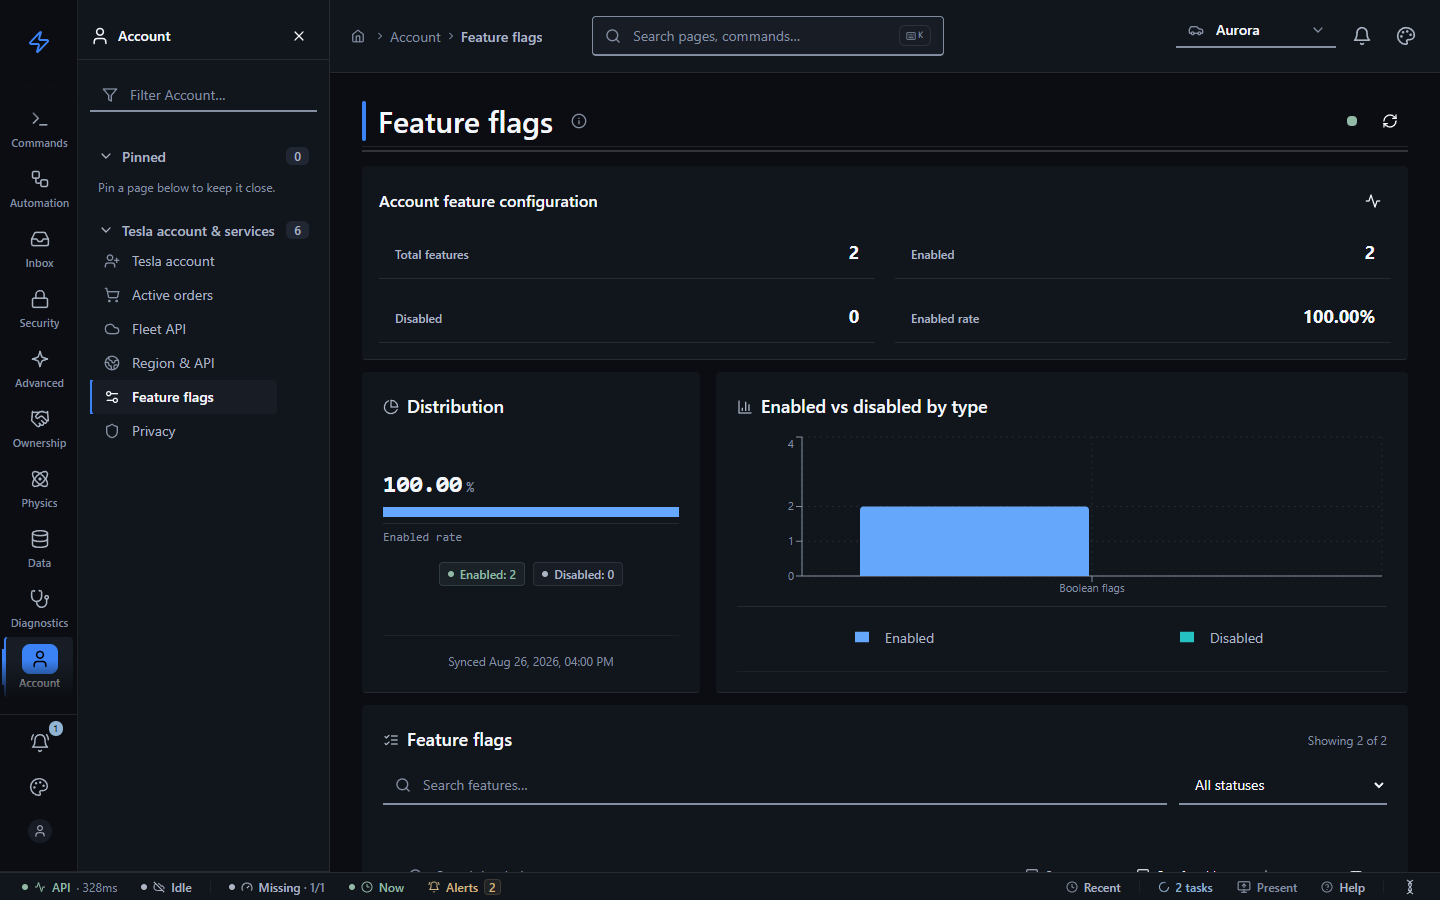 Account
Account
Feature flags
Search pages, commands...
K
Aurora
Filter Account...
Commands
Automation
Inbox
Security
Advanced
Ownership
Physics
Data
Diagnostics
Account
1
Pinned
0
Pin a page below to keep it close.
Tesla account & services
6
Tesla account
Active orders
Fleet API
Region & API
Feature flags
Privacy
Feature flags
Account feature configuration
Total features
2
Enabled
2
Disabled
0
Enabled rate
100.00%
Distribution
100.00 %
Enabled rate
Enabled: 2
Disabled: 0
Synced Aug 26, 2026, 04:00 PM
Enabled vs disabled by type
4
2
1
0
Boolean flags
Enabled
Disabled
Feature flags
Showing 2 of 2
Search features...
All statuses
API · 328ms
Idle
Missing · 1/1
Now
Alerts 2
Recent
2 tasks
Present
Help